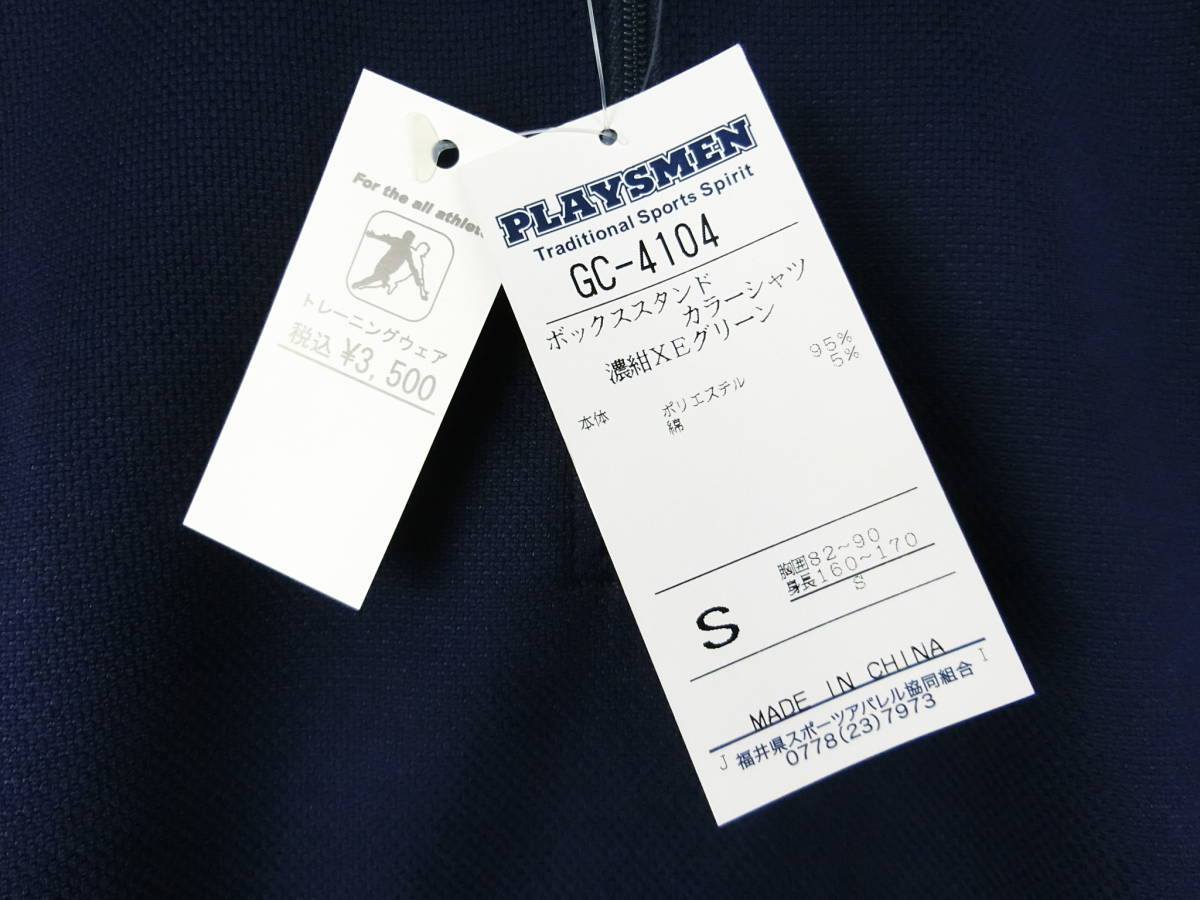 For the all athlete
トレーニングウェア
税込 ¥3,500
PLAYSMEN
Traditional Sports Spirit
GC-4104
ボックススタンド
カラーシャツ
濃紺XEグリーン
本体 ポリエステル 95%
綿 5%
胸囲82~90
身長160~170
S
S
MADE IN CHINA
J 福井県スポーツアパレル協同組合 I
0778(23)7973